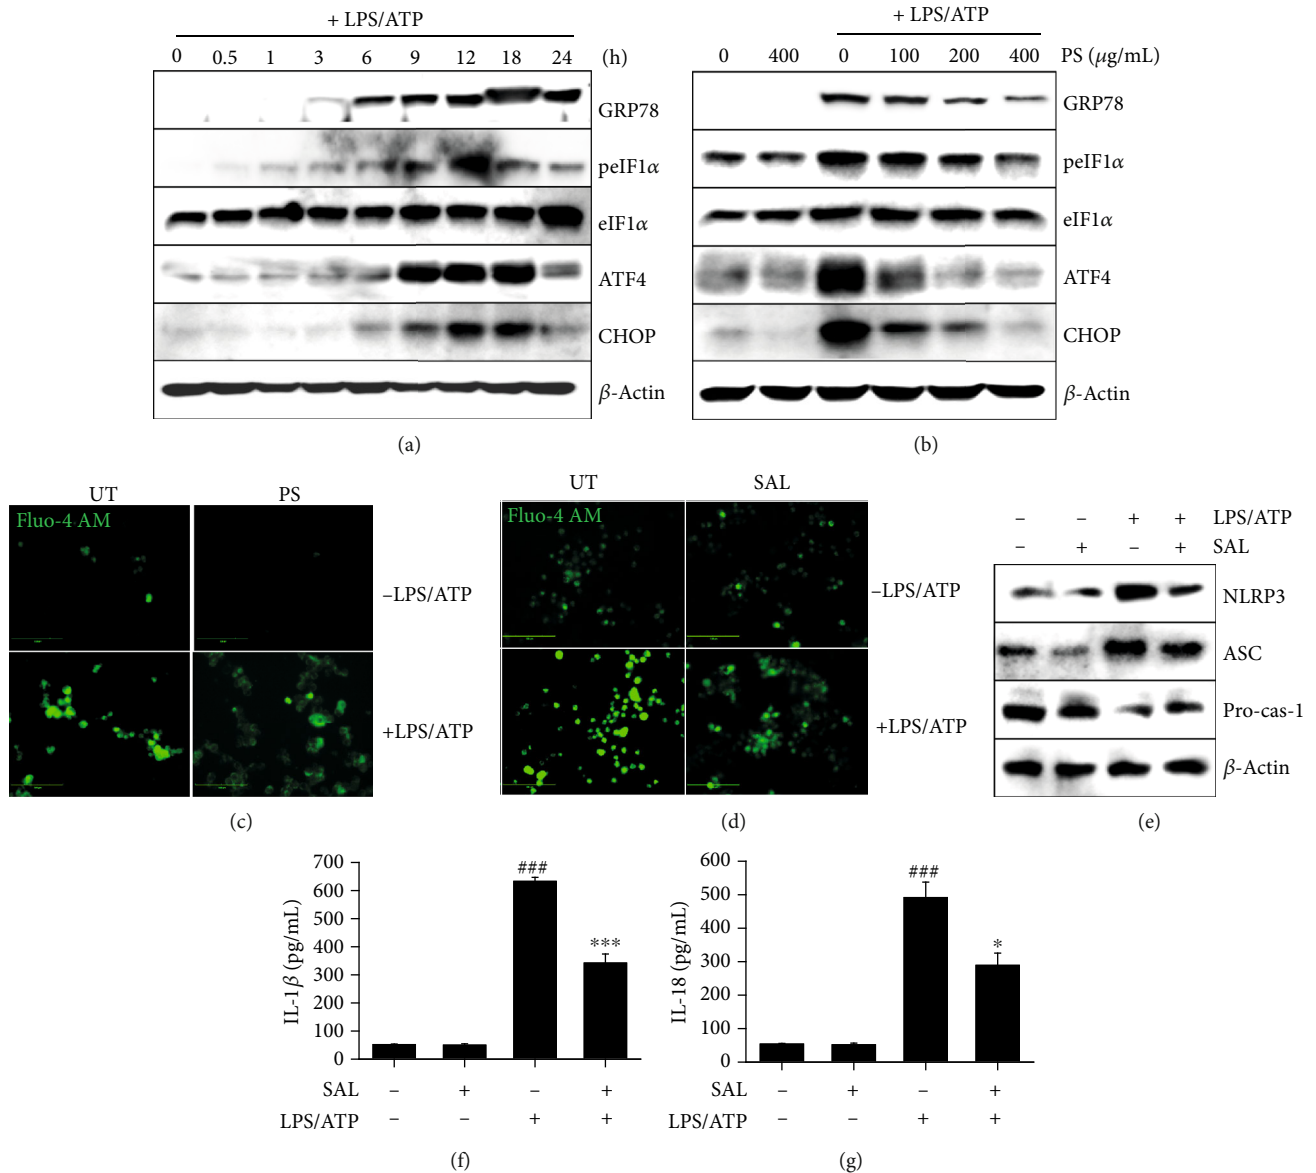 + LPS/ATP
0 0.5 1 3 6 9 12 18 24 (h)
GRP78
peIF1α
eIF1α
ATF4
CHOP
β-Actin
(a)
+ LPS/ATP
0 400 0 100 200 400 PS (μg/mL)
GRP78
peIF1α
eIF1α
ATF4
CHOP
β-Actin
(b)
UT PS
Fluo-4 AM
–LPS/ATP
+LPS/ATP
(c)
UT SAL
Fluo-4 AM
–LPS/ATP
+LPS/ATP
(d)
– – + + LPS/ATP
– + – + SAL
NLRP3
ASC
Pro-cas-1
β-Actin
(e)
IL-1β (pg/mL)
700
600
500
400
300
200
100
0
###
***
SAL – + – +
LPS/ATP – – + +
(f)
IL-18 (pg/mL)
600
500
400
300
200
100
0
###
*
SAL – + – +
LPS/ATP – – + +
(g)